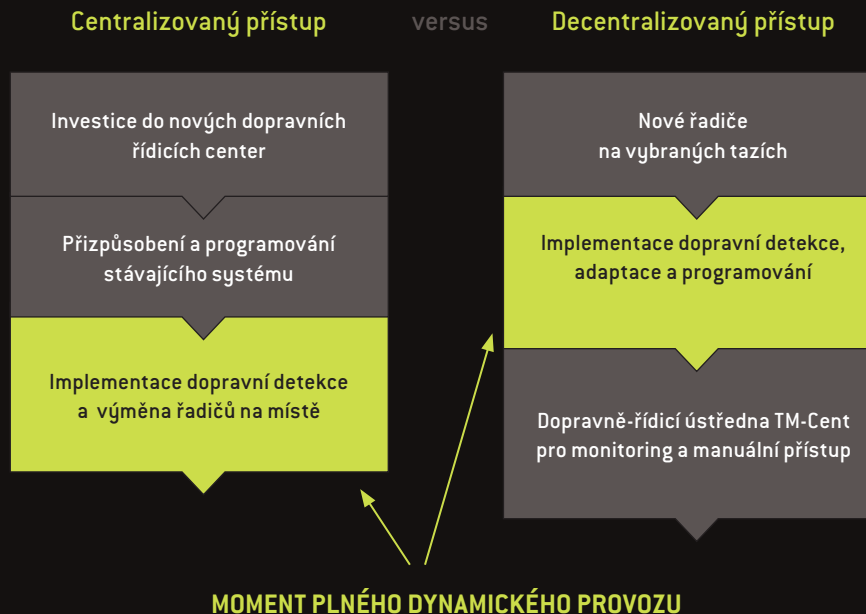 Centralizovaný přístup
versus
Decentralizovaný přístup
Investice do nových dopravních
řídicích center
Přizpůsobení a programování
stávajícího systému
Implementace dopravní detekce
a výměna řadičů na místě
Nové řadiče
na vybraných tazích
Implementace dopravní detekce,
adaptace a programování
Dopravně-řídicí ústředna TM-Cent
pro monitoring a manuální přístup
MOMENT PLNÉHO DYNAMICKÉHO PROVOZU